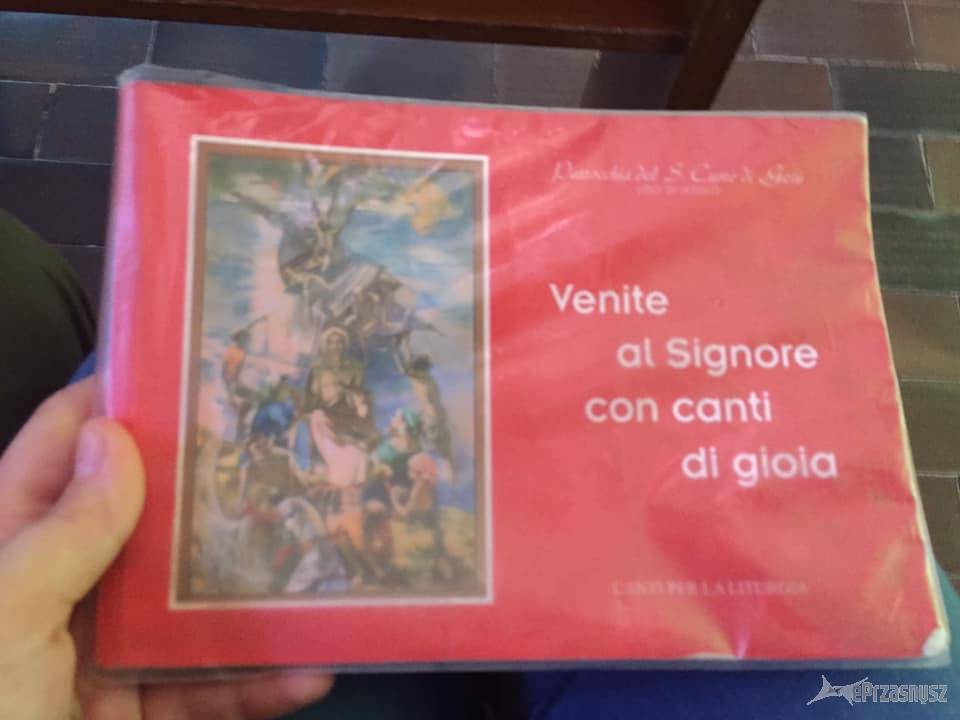 Parrocchia del S. Cuore di Gesù
Venite
al Signore
con canti
di gioia
CANTI PER LA LITURGIA
ePrzasnysz